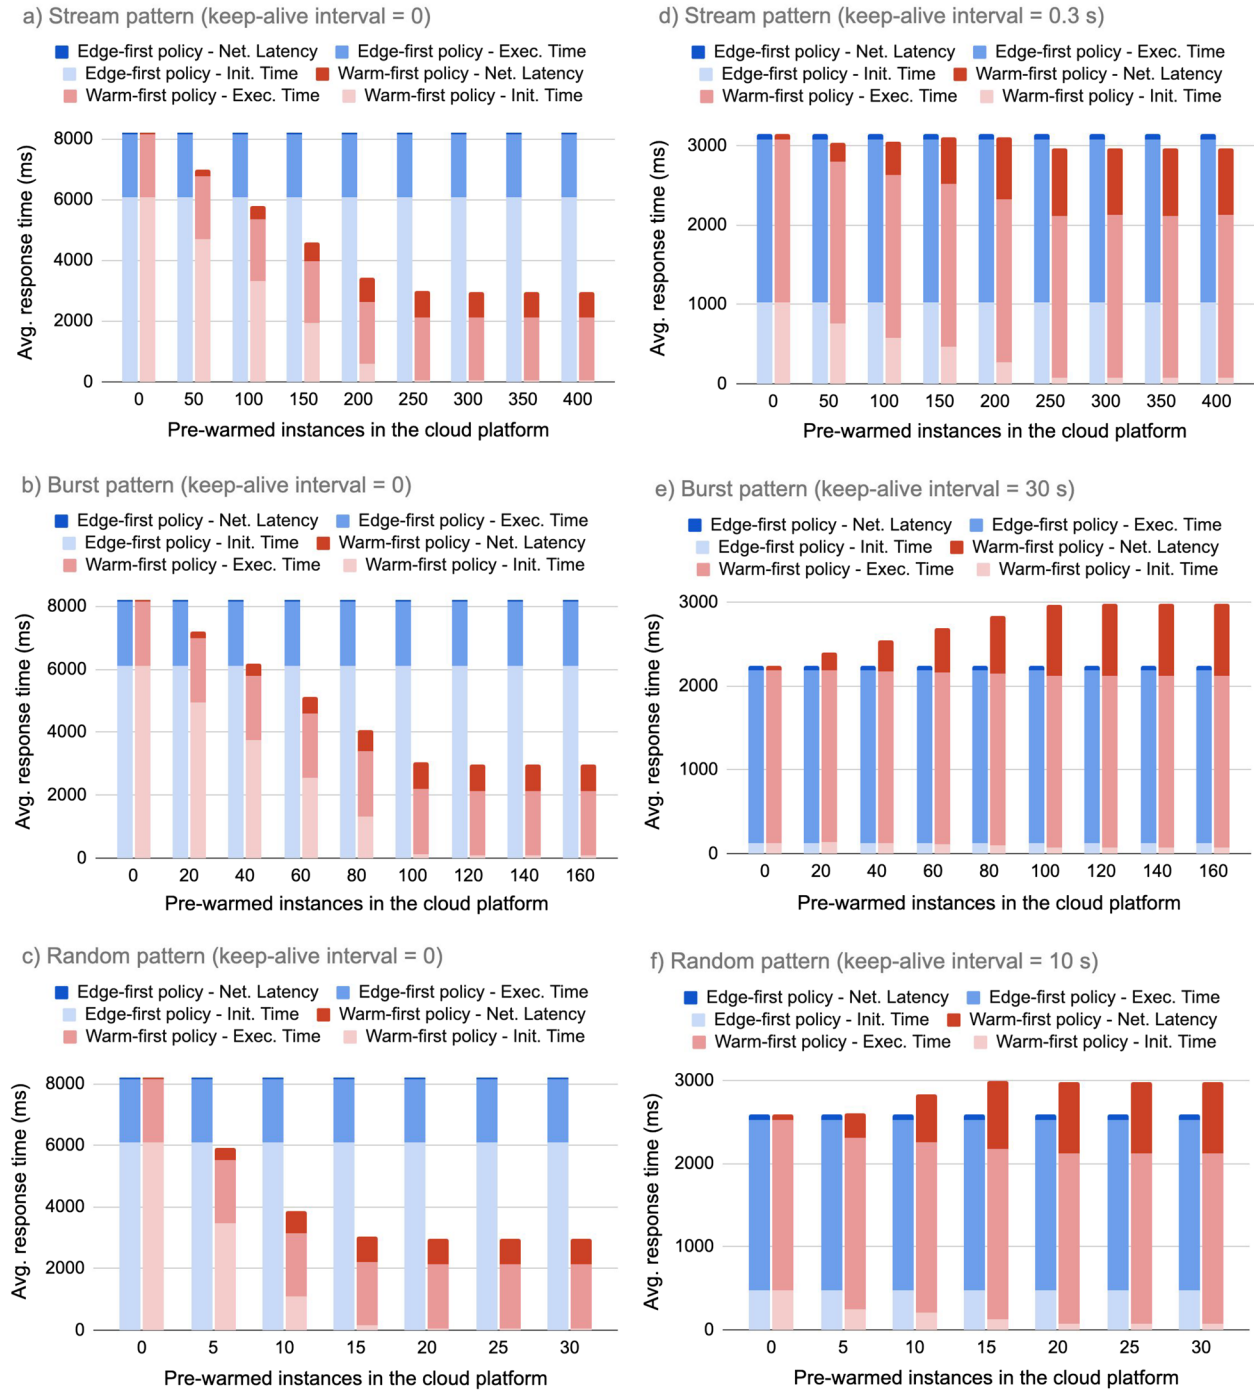 a) Stream pattern (keep-alive interval = 0)
Edge-first policy - Net. Latency Edge-first policy - Exec. Time
Edge-first policy - Init. Time Warm-first policy - Net. Latency
Warm-first policy - Exec. Time Warm-first policy - Init. Time
8000
6000
4000
2000
0
Avg. response time (ms)
0 50 100 150 200 250 300 350 400
Pre-warmed instances in the cloud platform
d) Stream pattern (keep-alive interval = 0.3 s)
Edge-first policy - Net. Latency Edge-first policy - Exec. Time
Edge-first policy - Init. Time Warm-first policy - Net. Latency
Warm-first policy - Exec. Time Warm-first policy - Init. Time
3000
2000
1000
0
Avg. response time (ms)
0 50 100 150 200 250 300 350 400
Pre-warmed instances in the cloud platform
b) Burst pattern (keep-alive interval = 0)
Edge-first policy - Net. Latency Edge-first policy - Exec. Time
Edge-first policy - Init. Time Warm-first policy - Net. Latency
Warm-first policy - Exec. Time Warm-first policy - Init. Time
8000
6000
4000
2000
0
Avg. response time (ms)
0 20 40 60 80 100 120 140 160
Pre-warmed instances in the cloud platform
e) Burst pattern (keep-alive interval = 30 s)
Edge-first policy - Net. Latency Edge-first policy - Exec. Time
Edge-first policy - Init. Time Warm-first policy - Net. Latency
Warm-first policy - Exec. Time Warm-first policy - Init. Time
3000
2000
1000
0
Avg. response time (ms)
0 20 40 60 80 100 120 140 160
Pre-warmed instances in the cloud platform
c) Random pattern (keep-alive interval = 0)
Edge-first policy - Net. Latency Edge-first policy - Exec. Time
Edge-first policy - Init. Time Warm-first policy - Net. Latency
Warm-first policy - Exec. Time Warm-first policy - Init. Time
8000
6000
4000
2000
0
Avg. response time (ms)
0 5 10 15 20 25 30
Pre-warmed instances in the cloud platform
f) Random pattern (keep-alive interval = 10 s)
Edge-first policy - Net. Latency Edge-first policy - Exec. Time
Edge-first policy - Init. Time Warm-first policy - Net. Latency
Warm-first policy - Exec. Time Warm-first policy - Init. Time
3000
2000
1000
0
Avg. response time (ms)
0 5 10 15 20 25 30
Pre-warmed instances in the cloud platform